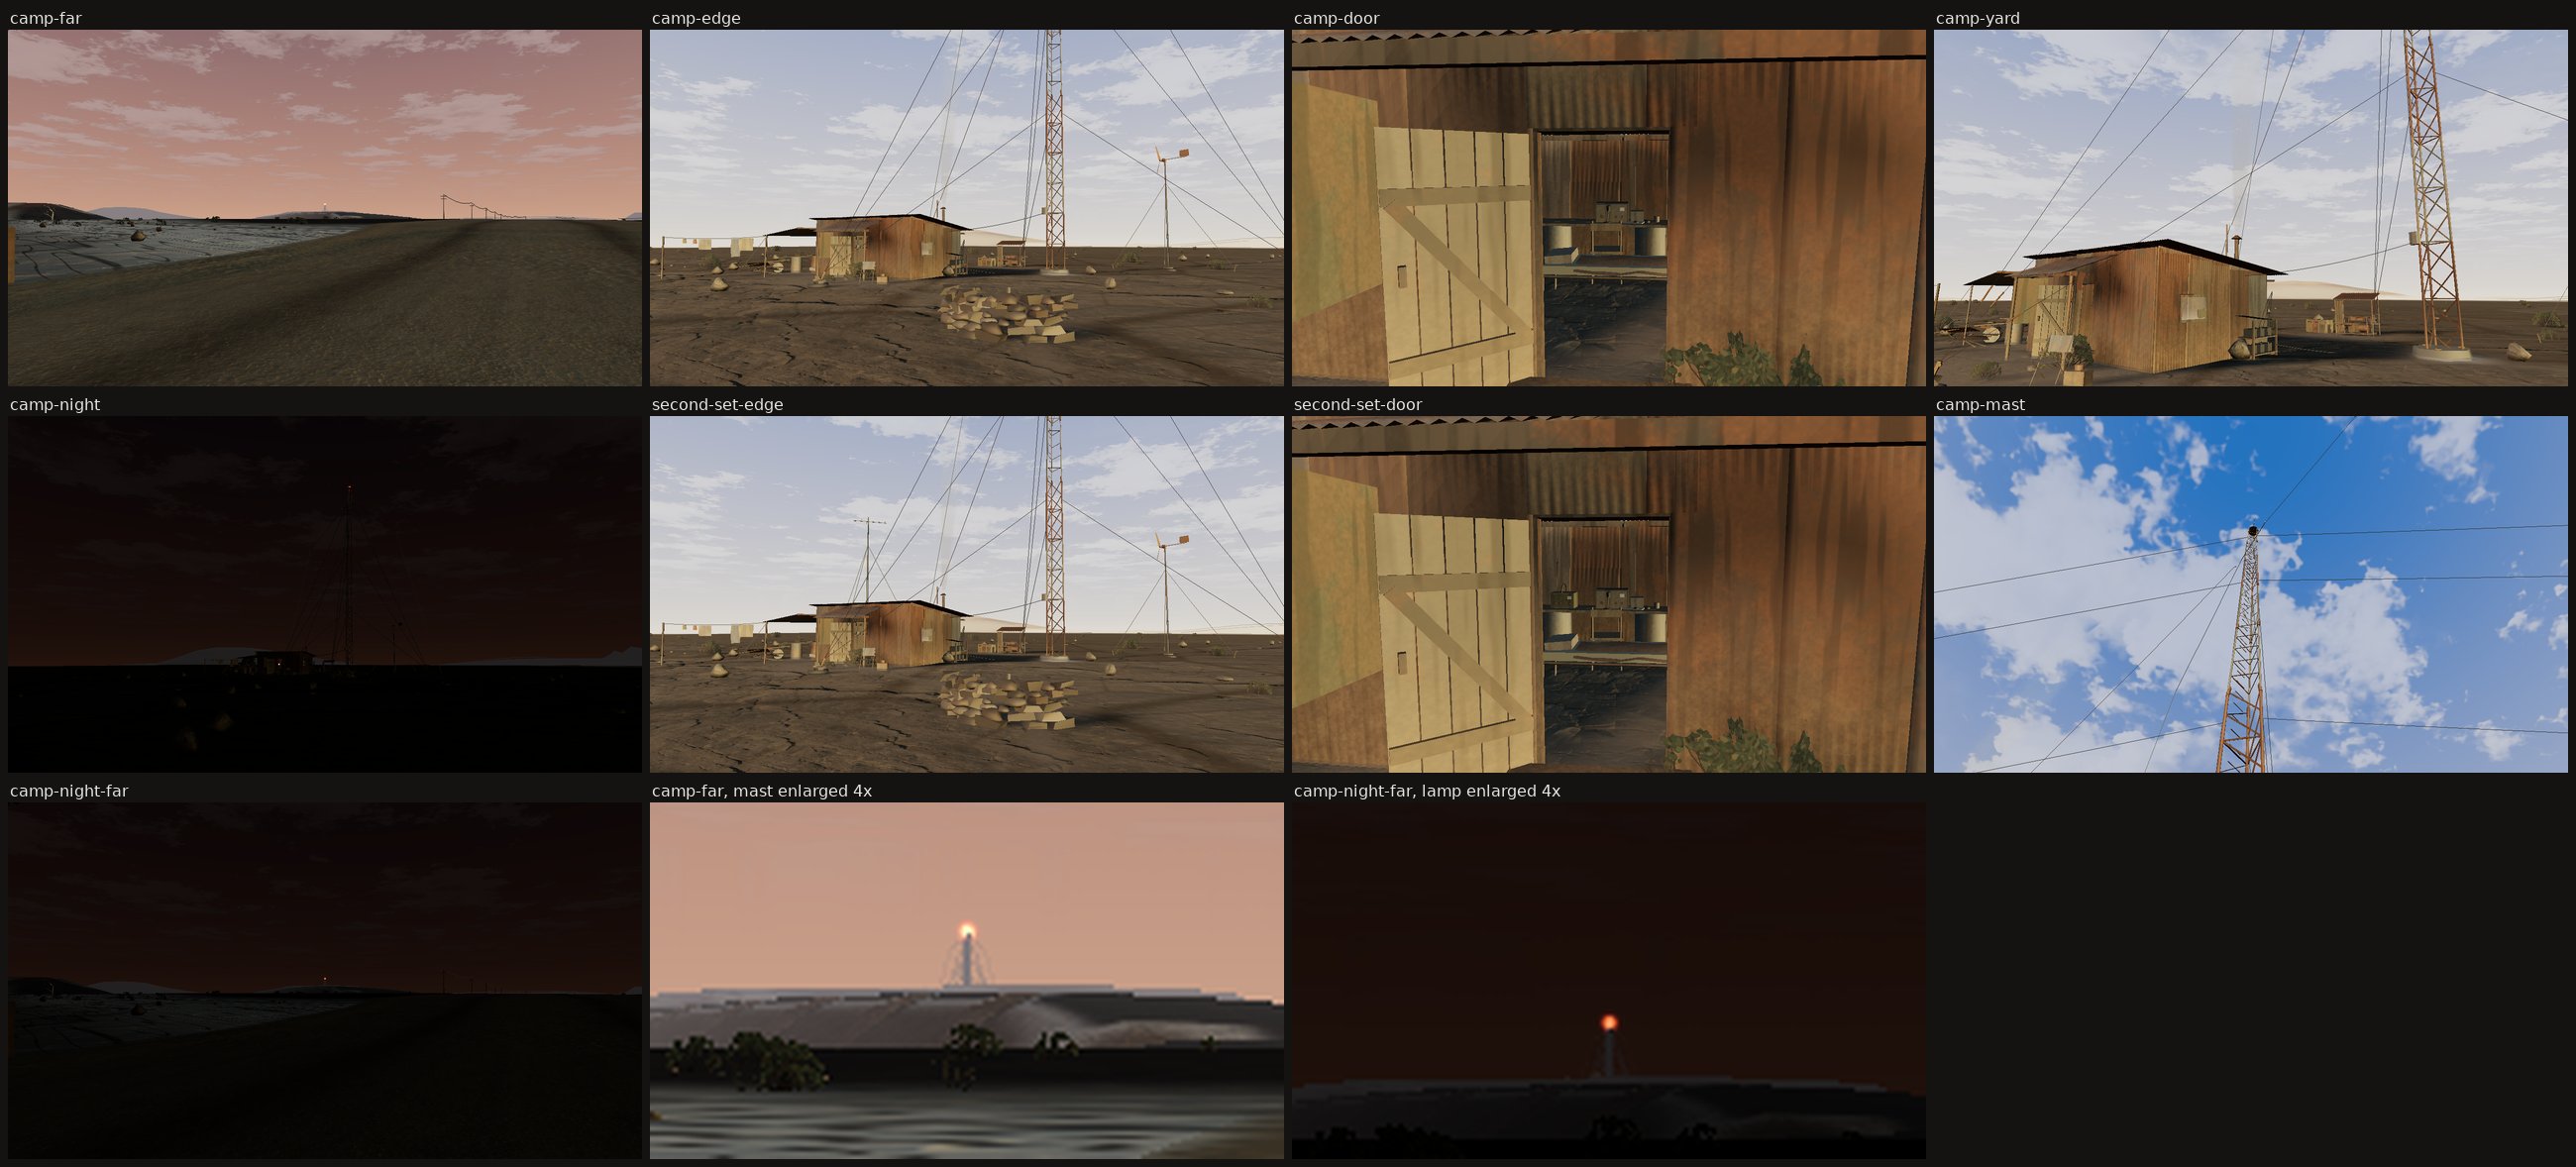 camp-far
camp-edge
camp-door
camp-yard
camp-night
second-set-edge
second-set-door
camp-mast
camp-night-far
camp-far, mast enlarged 4x
camp-night-far, lamp enlarged 4x